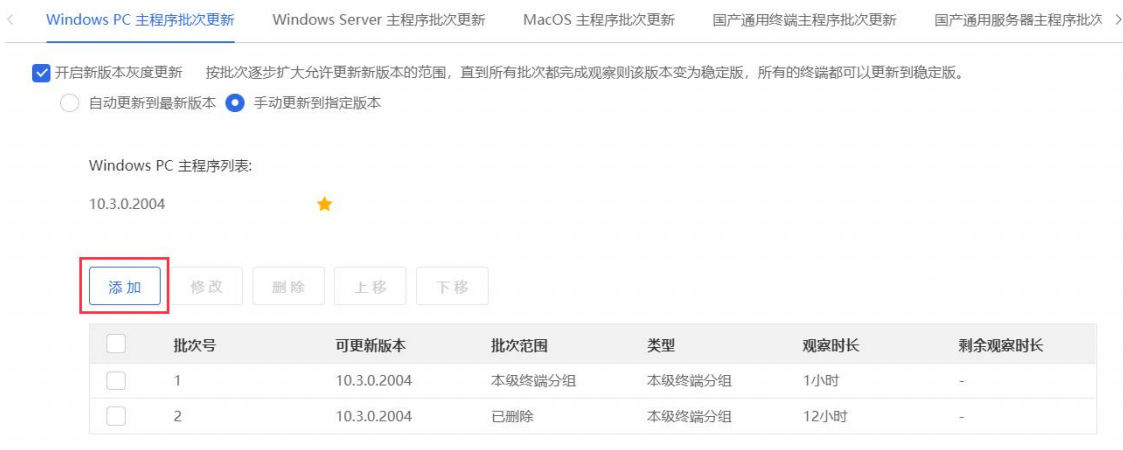 Windows PC 主程序批次更新 Windows Server 主程序批次更新 MacOS 主程序批次更新 国产通用终端主程序批次更新 国产通用服务器主程序批次
开启新版本灰度更新 按批次逐步扩大允许更新新版本的范围，直到所有批次都完成观察则该版本变为稳定版，所有的终端都可以更新到稳定版。
自动更新到最新版本 手动更新到指定版本
Windows PC 主程序列表:
10.3.0.2004
添加 修改 删除 上移 下移
批次号 可更新版本 批次范围 类型 观察时长 剩余观察时长
1 10.3.0.2004 本级终端分组 本级终端分组 1小时 -
2 10.3.0.2004 已删除 本级终端分组 12小时 -